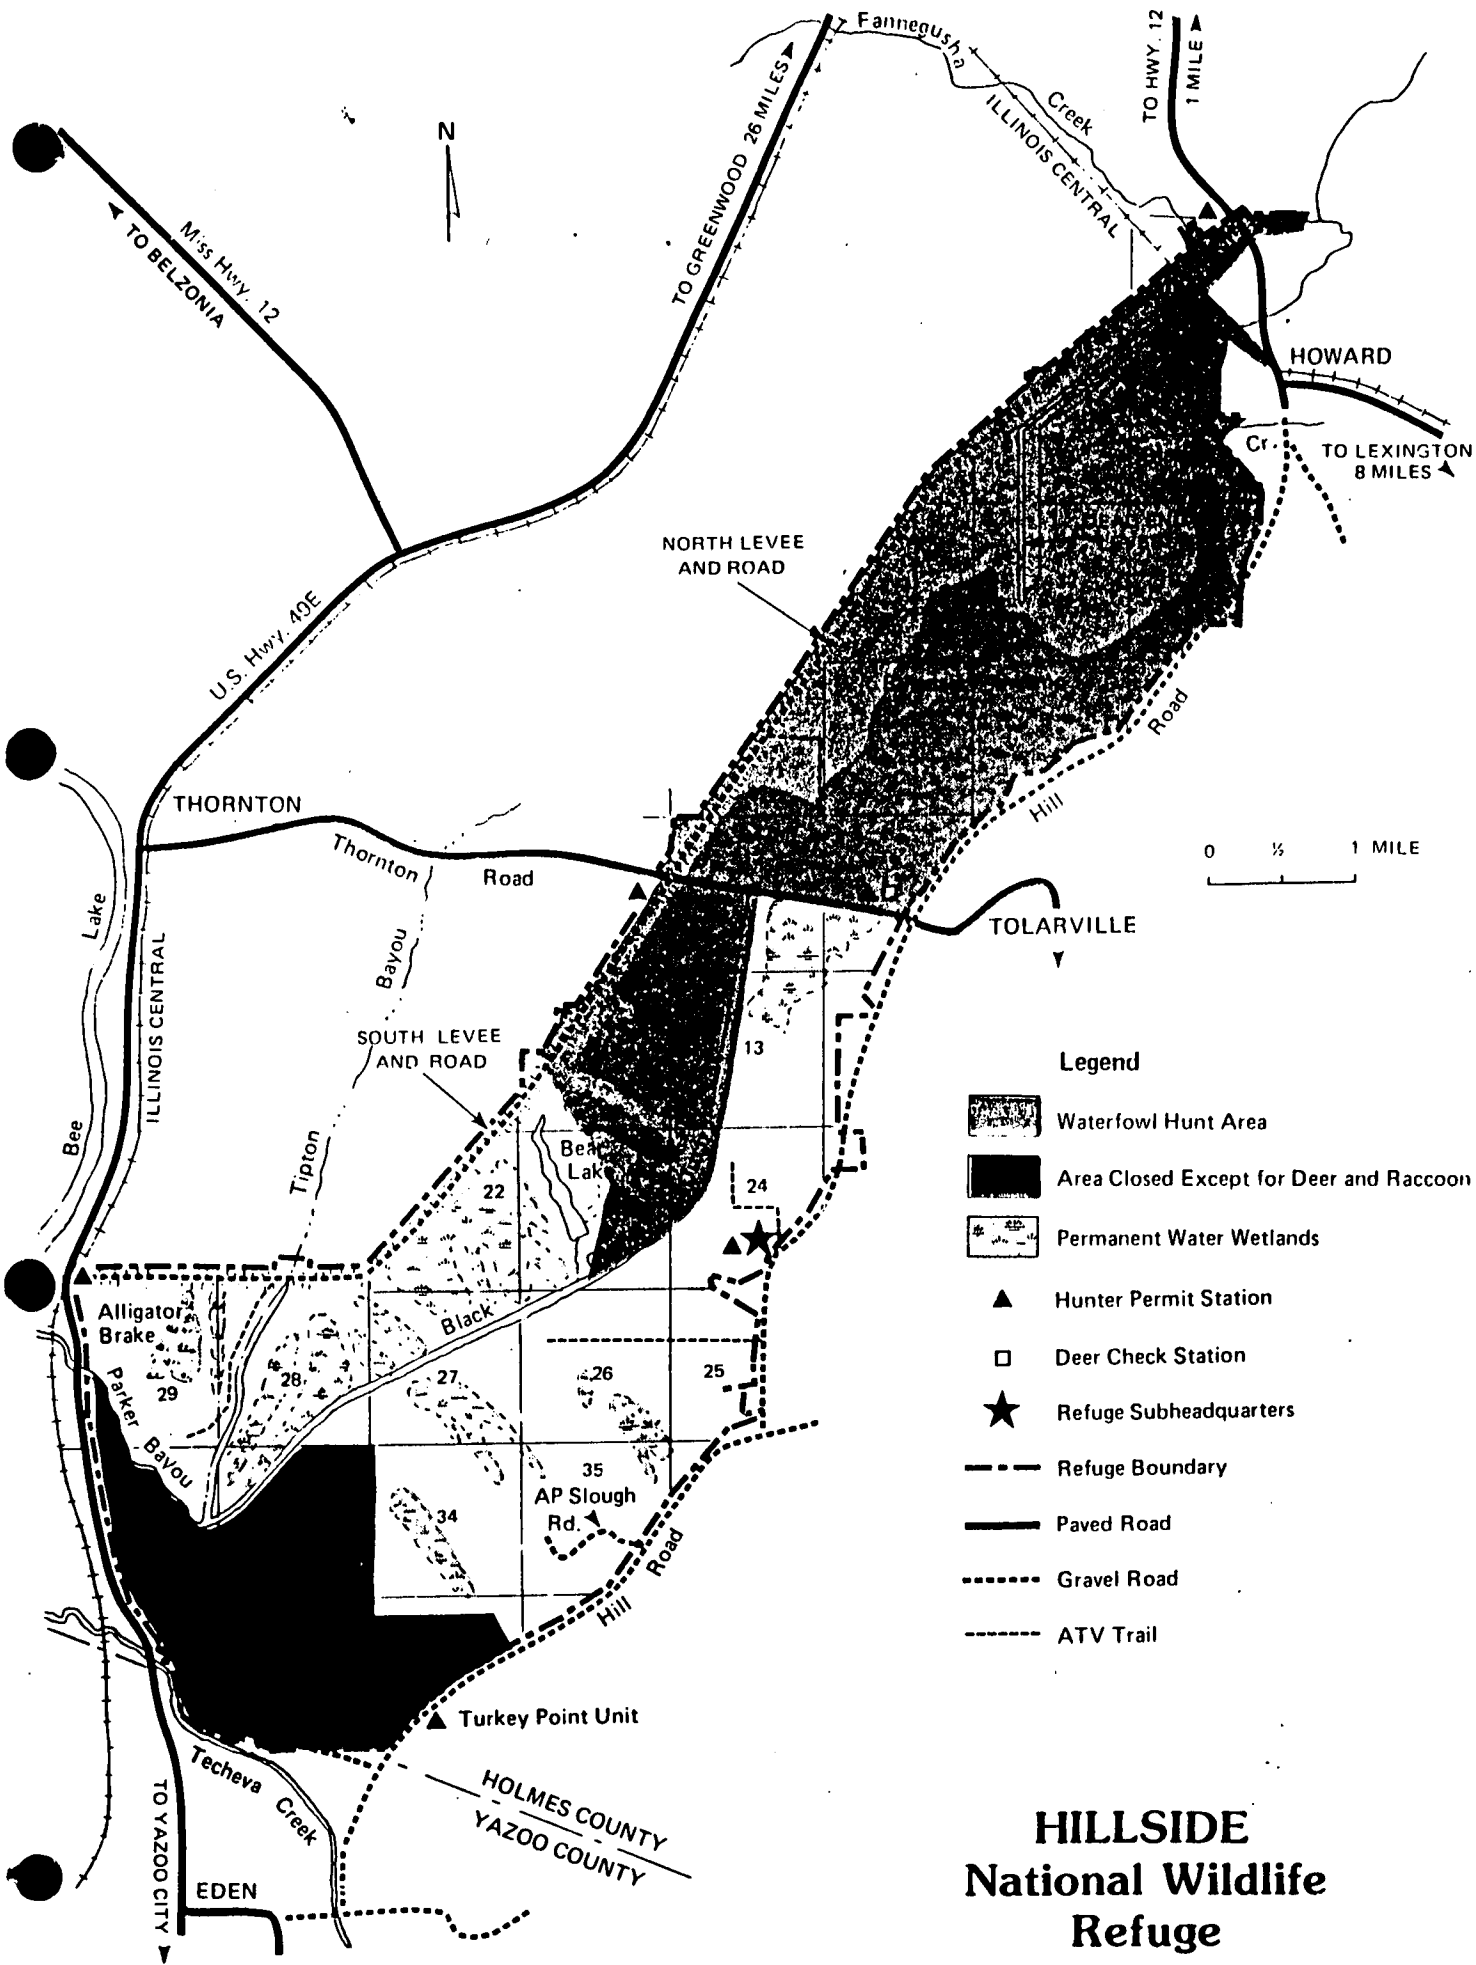 Fannegusha
Creek
ILLINOIS CENTRAL
TO HWY. 12
1 MILE
N
Miss Hwy. 12
TO BELZONIA
TO GREENWOOD 26 MILES
HOWARD
Cr.
TO LEXINGTON
8 MILES
NORTH LEVEE
AND ROAD
U.S. Hwy. 49E
Hill Road
THORNTON
Thornton Road
0 ½ 1 MILE
TOLARVILLE
Bee Lake
ILLINOIS CENTRAL
Tipton Bayou
SOUTH LEVEE
AND ROAD
13
Bear
Lake
22
24
Black
Alligator
Brake
29
28
27
26
25
Parker Bayou
34
35
AP Slough
Rd.
Hill Road
Turkey Point Unit
Techeva Creek
HOLMES COUNTY
YAZOO COUNTY
TO YAZOO CITY
EDEN
Legend
Waterfowl Hunt Area
Area Closed Except for Deer and Raccoon
Permanent Water Wetlands
Hunter Permit Station
Deer Check Station
Refuge Subheadquarters
Refuge Boundary
Paved Road
Gravel Road
ATV Trail
HILLSIDE
National Wildlife
Refuge